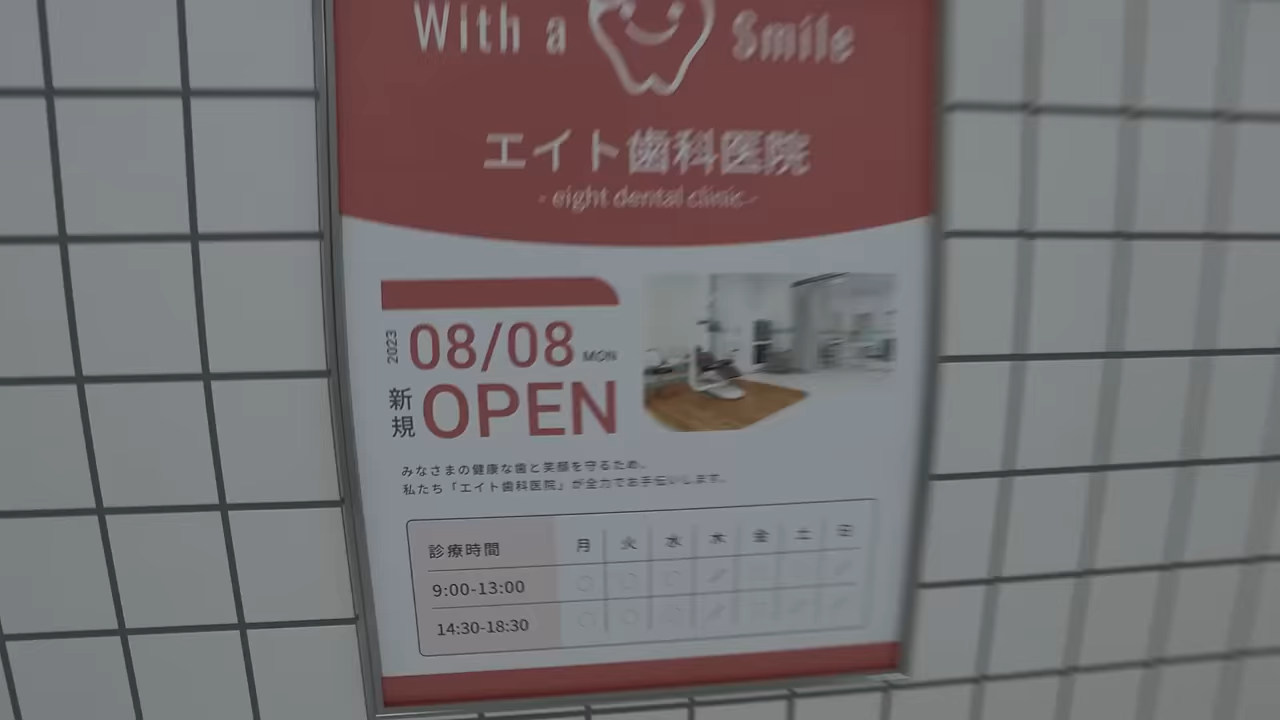 With a Smile
エイト歯科医院
- eight dental clinic -
2023 08/08 MON
新規 OPEN
みなさまの健康な歯と笑顔を守るため、
私たち「エイト歯科医院」が全力でお手伝いします。
診療時間 月 火 水 木 金 土 日
9:00-13:00 ○ ○ ○ / ○ ○ /
14:30-18:30 ○ ○ ○ / ○ / /